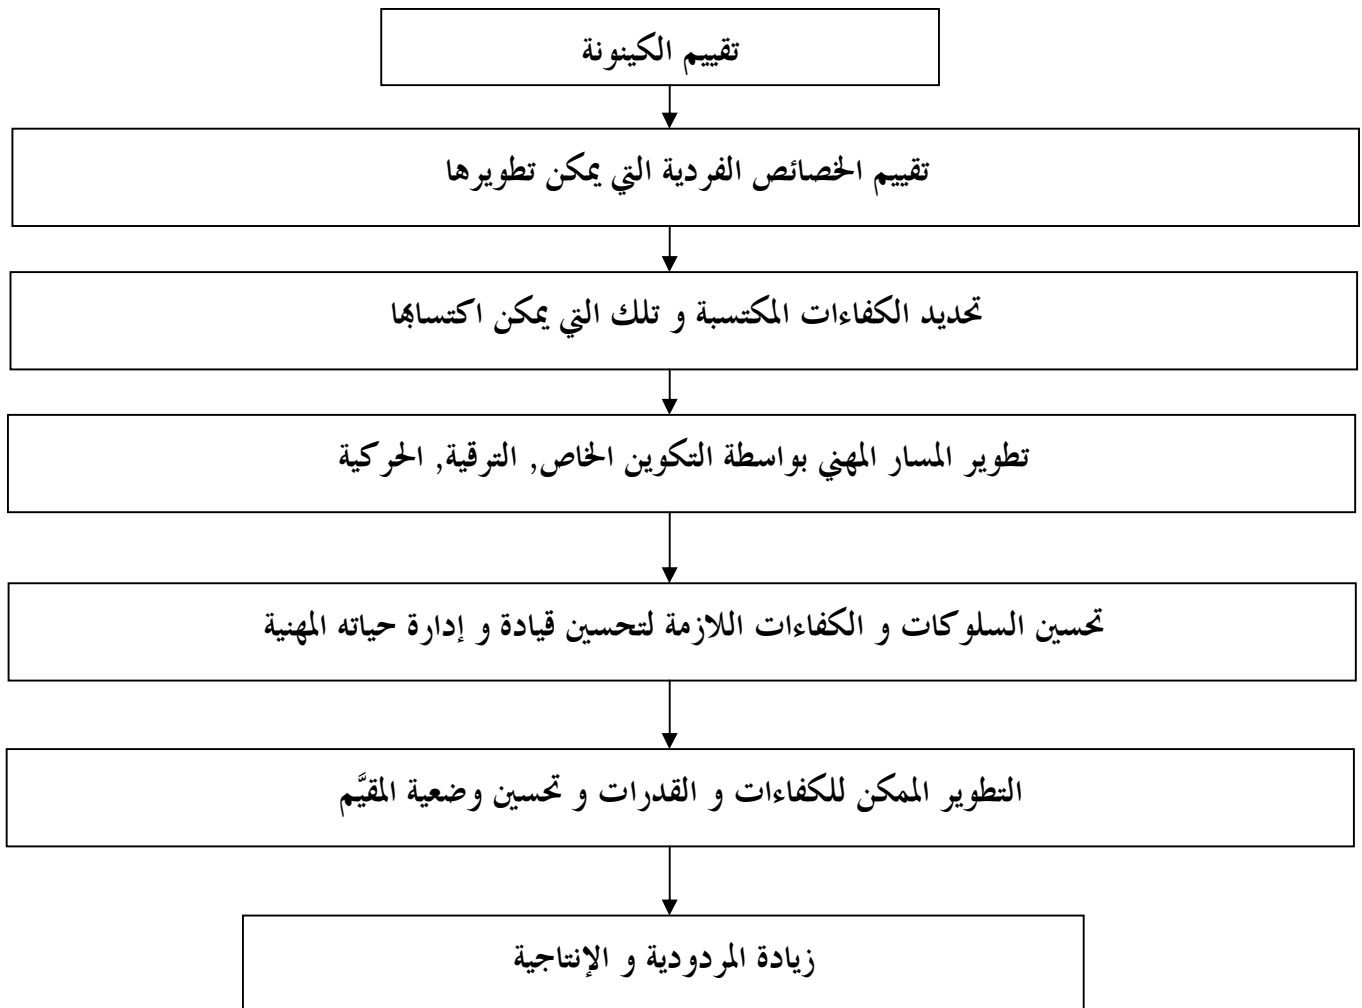 تقييم الكينونة
تقييم الخصائص الفردية التي يمكن تطويرها
تحديد الكفاءات المكتسبة و تلك التي يمكن اكتسابها
تطوير المسار المهني بواسطة التكوين الخاص, الترقية, الحركية
تحسين السلوكات و الكفاءات اللازمة لتحسين قيادة و إدارة حياته المهنية
التطوير الممكن للكفاءات و القدرات و تحسين وضعية المقيَّم
زيادة المردودية و الإنتاجية